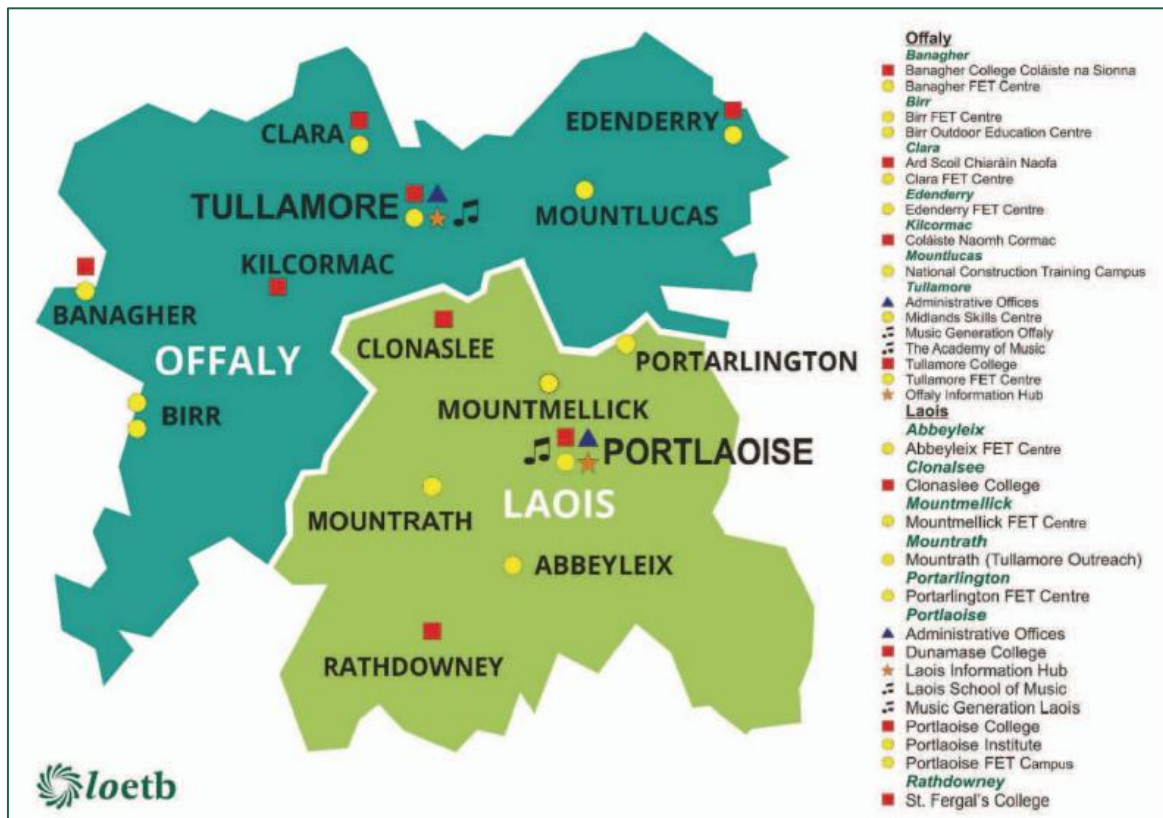 CLARA
EDENDERRY
TULLAMORE
MOUNTLUCAS
KILCORMAC
BANAGHER
CLONASLEE
OFFALY
PORTARLINGTON
BIRR
MOUNTMELLICK
PORTLAOISE
LAOIS
MOUNTRATH
ABBEYLEIX
RATHDOWNEY
loetb
Offaly
Banagher
Banagher College Coláiste na Sionna
Banagher FET Centre
Birr
Birr FET Centre
Birr Outdoor Education Centre
Clara
Ard Scoil Chiaráin Naofa
Clara FET Centre
Edenderry
Edenderry FET Centre
Kilcormac
Coláiste Naomh Cormac
Mountlucas
National Construction Training Campus
Tullamore
Administrative Offices
Midlands Skills Centre
Music Generation Offaly
The Academy of Music
Tullamore College
Tullamore FET Centre
Offaly Information Hub
Laois
Abbeyleix
Abbeyleix FET Centre
Clonalsee
Clonaslee College
Mountmellick
Mountmellick FET Centre
Mountrath
Mountrath (Tullamore Outreach)
Portarlington
Portarlington FET Centre
Portlaoise
Administrative Offices
Dunamase College
Laois Information Hub
Laois School of Music
Music Generation Laois
Portlaoise College
Portlaoise Institute
Portlaoise FET Campus
Rathdowney
St. Fergal's College